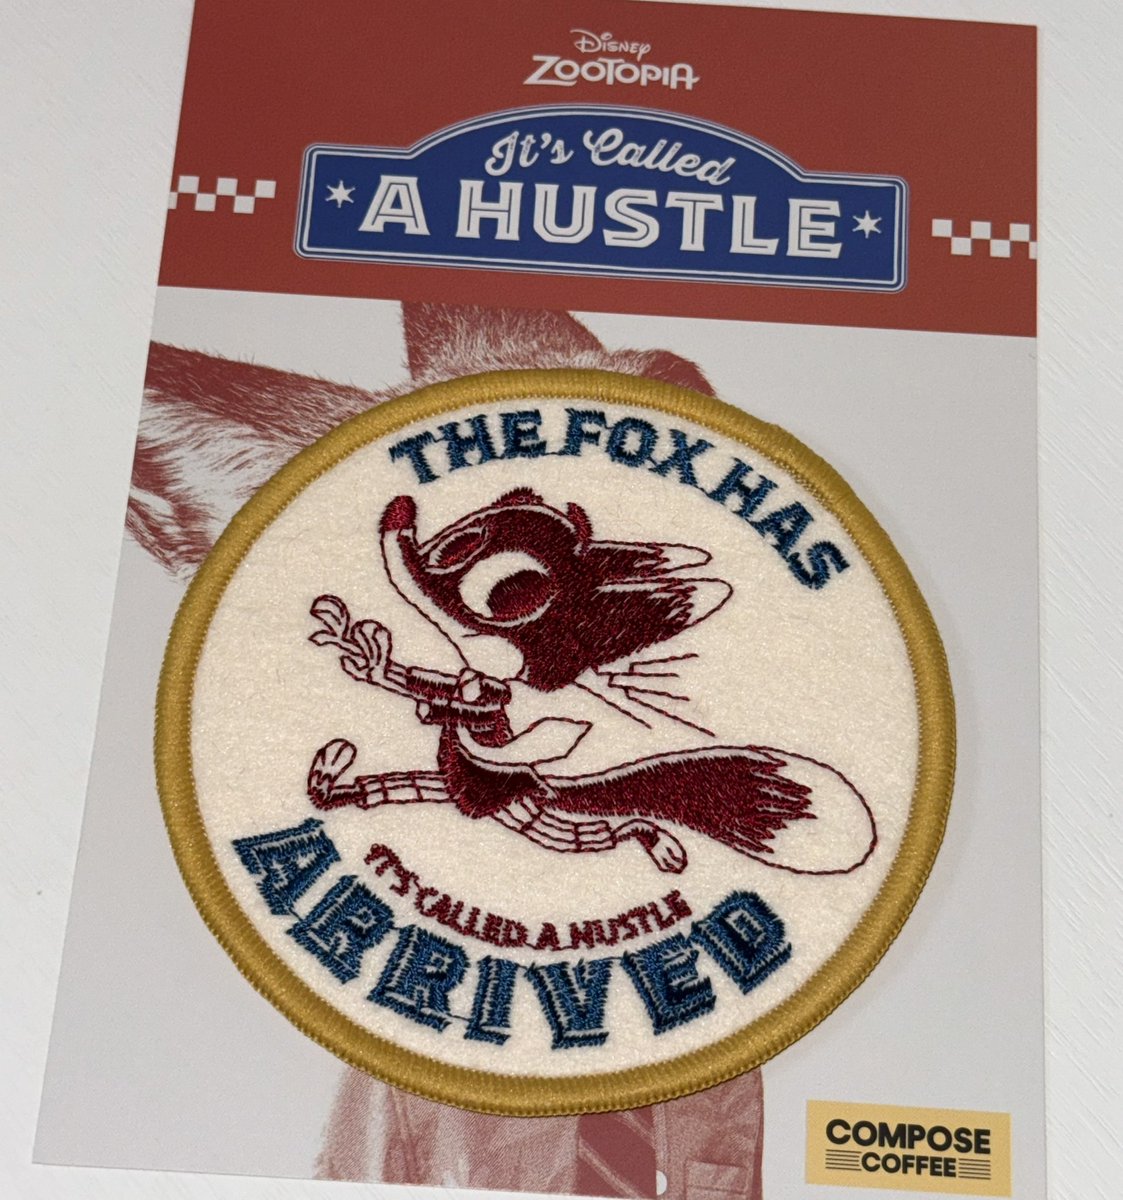 Disney
ZOOTOPIA
It's Called
A HUSTLE
THE FOX HAS
IT'S CALLED A HUSTLE
ARRIVED
COMPOSE
COFFEE